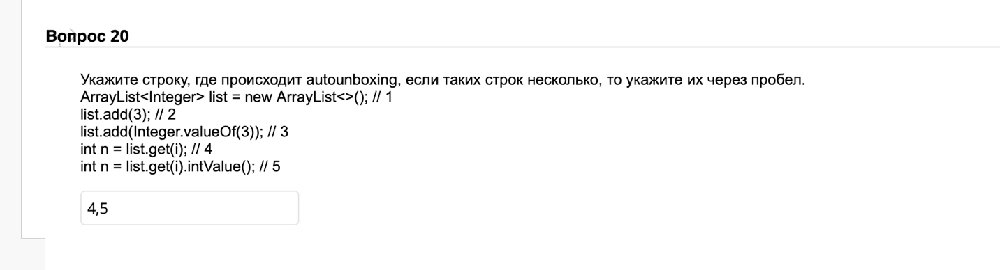 Вопрос 20
Укажите строку, где происходит autounboxing, если таких строк несколько, то укажите их через пробел.
ArrayList<Integer> list = new ArrayList<>(); // 1
list.add(3); // 2
list.add(Integer.valueOf(3)); // 3
int n = list.get(i); // 4
int n = list.get(i).intValue(); // 5
4,5